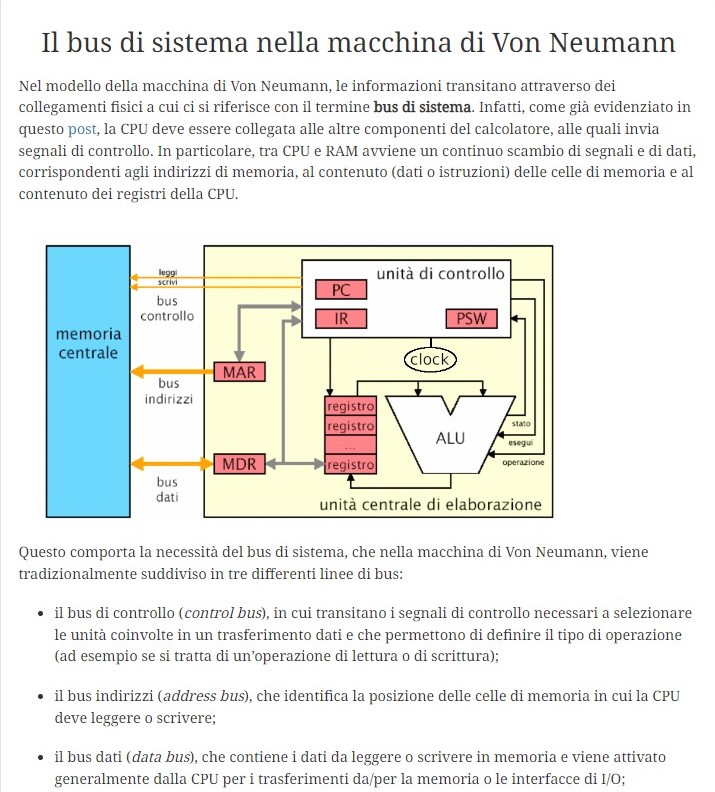 Il bus di sistema nella macchina di Von Neumann
Nel modello della macchina di Von Neumann, le informazioni transitano attraverso dei
collegamenti fisici a cui ci si riferisce con il termine bus di sistema. Infatti, come già evidenziato in
questo post, la CPU deve essere collegata alle altre componenti del calcolatore, alle quali invia
segnali di controllo. In particolare, tra CPU e RAM avviene un continuo scambio di segnali e di dati,
corrispondenti agli indirizzi di memoria, al contenuto (dati o istruzioni) delle celle di memoria e al
contenuto dei registri della CPU.
memoria
centrale
leggi
scrivi
bus
controllo
bus
indirizzi
bus
dati
MAR
MDR
unità di controllo
PC
IR
PSW
clock
registro
registro
...
registro
ALU
stato
esegui
operazione
unità centrale di elaborazione
Questo comporta la necessità del bus di sistema, che nella macchina di Von Neumann, viene
tradizionalmente suddiviso in tre differenti linee di bus:
• il bus di controllo (control bus), in cui transitano i segnali di controllo necessari a selezionare
le unità coinvolte in un trasferimento dati e che permettono di definire il tipo di operazione
(ad esempio se si tratta di un'operazione di lettura o di scrittura);
• il bus indirizzi (address bus), che identifica la posizione delle celle di memoria in cui la CPU
deve leggere o scrivere;
• il bus dati (data bus), che contiene i dati da leggere o scrivere in memoria e viene attivato
generalmente dalla CPU per i trasferimenti da/per la memoria o le interfacce di I/O;